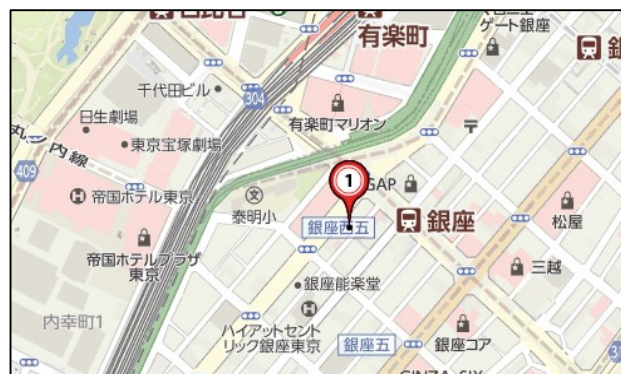 有楽町
ゲート銀座
千代田ビル
304
日生劇場
有楽町マリオン
丸ノ内線
東京宝塚劇場
409
帝国ホテル東京
泰明小
1
GAP
銀座西五
銀座
松屋
帝国ホテルプラザ
東京
三越
銀座能楽堂
内幸町1
ハイアットセント
リック銀座東京
銀座五
銀座コア